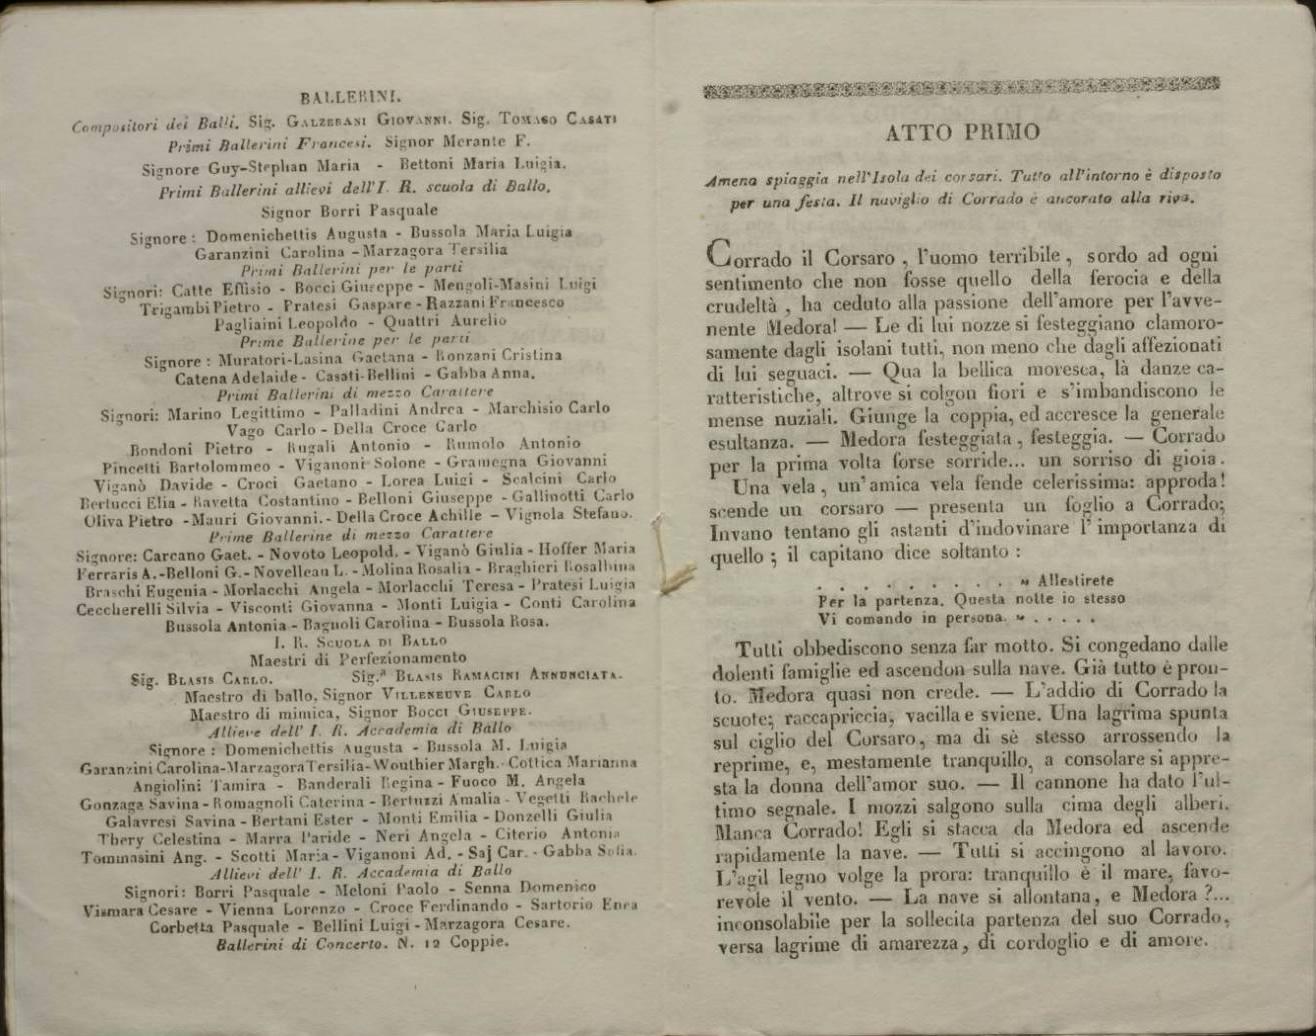 BALLERINI.
Compositori dei Balli. Sig. GALZERANI GIOVANNI. Sig. TOMASO CASATI
Primi Ballerini Francesi. Signor Merante F.
Signore Guy-Stephan Maria - Bettoni Maria Luigia.
Primi Ballerini allievi dell'I. R. scuola di Ballo.
Signor Borri Pasquale
Signore : Domenichettis Augusta - Bussola Maria Luigia
Garanzini Carolina - Marzagora Tersilia
Primi Ballerini per le parti
Signori: Catte Effisio - Bocci Giuseppe - Mengoli-Masini Luigi
Trigambi Pietro - Pratesi Gaspare - Razzani Francesco
Pagliaini Leopoldo - Quattri Aurelio
Prime Ballerine per le parti
Signore : Muratori-Lasina Gaetana - Ronzani Cristina
Catena Adelaide - Casati-Bellini - Gabba Anna.
Primi Ballerini di mezzo Carattere
Signori: Marino Legittimo - Palladini Andrea - Marchisio Carlo
Vago Carlo - Della Croce Carlo
Rondoni Pietro - Rugali Antonio - Rumolo Antonio
Pincetti Bartolommeo - Viganoni Solone - Gramegna Giovanni
Viganò Davide - Croci Gaetano - Lorea Luigi - Scalcini Carlo
Bertucci Elia - Ravetta Costantino - Belloni Giuseppe - Gallinotti Carlo
Oliva Pietro - Mauri Giovanni. - Della Croce Achille - Vignola Stefano.
Prime Ballerine di mezzo Carattere
Signore: Carcano Gaet. - Novoto Leopold. - Viganò Giulia - Hoffer Maria
Ferraris A. - Belloni G. - Novelleau L. - Molina Rosalia - Braghieri Rosalbina
Braschi Eugenia - Morlacchi Angela - Morlacchi Teresa - Pratesi Luigia
Ceccherelli Silvia - Visconti Giovanna - Monti Luigia - Conti Carolina
Bussola Antonia - Bagnoli Carolina - Bussola Rosa.
I. R. SCUOLA DI BALLO
Maestri di Perfezionamento
Sig. BLASIS CARLO. Sig.ª BLASIS RAMACINI ANNUNCIATA.
Maestro di ballo, Signor VILLENEUVE CARLO
Maestro di mimica, Signor BOCCI GIUSEPPE.
Allieve dell' I. R. Accademia di Ballo
Signore : Domenichettis Augusta - Bussola M. Luigia
Garanzini Carolina - Marzagora Tersilia - Wouthier Margh. - Cottica Marianna
Angiolini Tamira - Banderali Regina - Fuoco M. Angela
Gonzaga Savina - Romagnoli Caterina - Bertuzzi Amalia - Vegetti Rachele
Galavresi Savina - Bertani Ester - Monti Emilia - Donzelli Giulia
Thery Celestina - Marra Paride - Neri Angela - Citerio Antonia
Tommasini Ang. - Scotti Maria - Viganoni Ad. - Saj Car. - Gabba Sofia.
Allievi dell' I. R. Accademia di Ballo
Signori: Borri Pasquale - Meloni Paolo - Senna Domenico
Vismara Cesare - Vienna Lorenzo - Croce Ferdinando - Sartorio Enea
Corbetta Pasquale - Bellini Luigi - Marzagora Cesare.
Ballerini di Concerto. N. 12 Coppie.
ATTO PRIMO
Amena spiaggia nell'Isola dei corsari. Tutto all'intorno è disposto
per una festa. Il naviglio di Corrado è ancorato alla riva.
Corrado il Corsaro , l'uomo terribile , sordo ad ogni
sentimento che non fosse quello della ferocia e della
crudeltà , ha ceduto alla passione dell'amore per l'avve-
nente Medora! — Le di lui nozze si festeggiano clamoro-
samente dagli isolani tutti, non meno che dagli affezionati
di lui seguaci. — Qua la bellica moresca, là danze ca-
ratteristiche, altrove si colgon fiori e s'imbandiscono le
mense nuziali. Giunge la coppia, ed accresce la generale
esultanza. — Medora festeggiata , festeggia. — Corrado
per la prima volta forse sorride... un sorriso di gioia.
Una vela , un'amica vela fende celerissima: approda!
scende un corsaro — presenta un foglio a Corrado;
Invano tentano gli astanti d'indovinare l'importanza di
quello ; il capitano dice soltanto :
. . . . . . . . . . » Allestirete
Per la partenza. Questa notte io stesso
Vi comando in persona. » . . . . .
Tutti obbediscono senza far motto. Si congedano dalle
dolenti famiglie ed ascendon sulla nave. Già tutto è pron-
to. Medora quasi non crede. — L'addio di Corrado la
scuote; raccapriccia, vacilla e sviene. Una lagrima spunta
sul ciglio del Corsaro, ma di sè stesso arrossendo la
reprime, e, mestamente tranquillo, a consolare si appre-
sta la donna dell'amor suo. — Il cannone ha dato l'ul-
timo segnale. I mozzi salgono sulla cima degli alberi.
Manca Corrado! Egli si stacca da Medora ed ascende
rapidamente la nave. — Tutti si accingono al lavoro.
L'agil legno volge la prora: tranquillo è il mare, favo-
revole il vento. — La nave si allontana, e Medora ?...
inconsolabile per la sollecita partenza del suo Corrado,
versa lagrime di amarezza, di cordoglio e di amore.